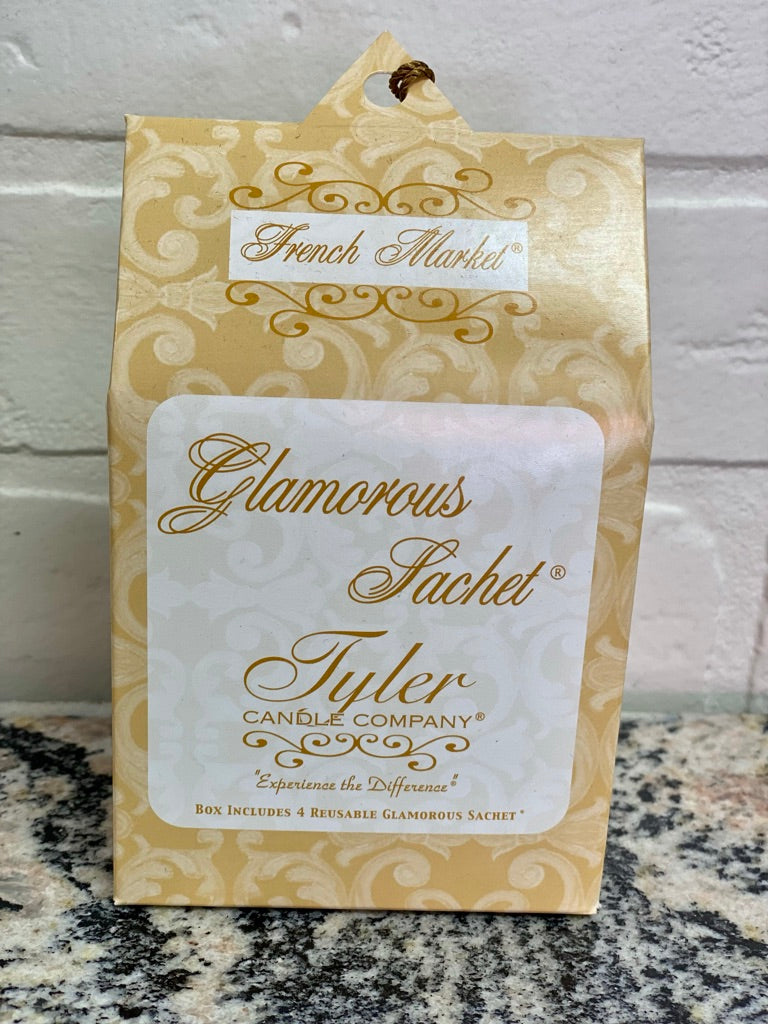 French Market®
Glamorous
Sachet®
Tyler
CANDLE COMPANY®
"Experience the Difference"®
BOX INCLUDES 4 REUSABLE GLAMOROUS SACHET®